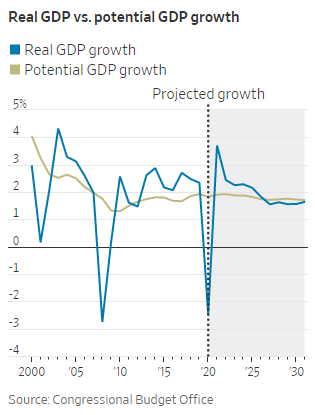 Real GDP vs. potential GDP growth
Real GDP growth
Potential GDP growth
Projected growth
5%
4
3
2
1
0
-1
-2
-3
-4
2000 '05 '10 '15 '20 '25 '30
Source: Congressional Budget Office